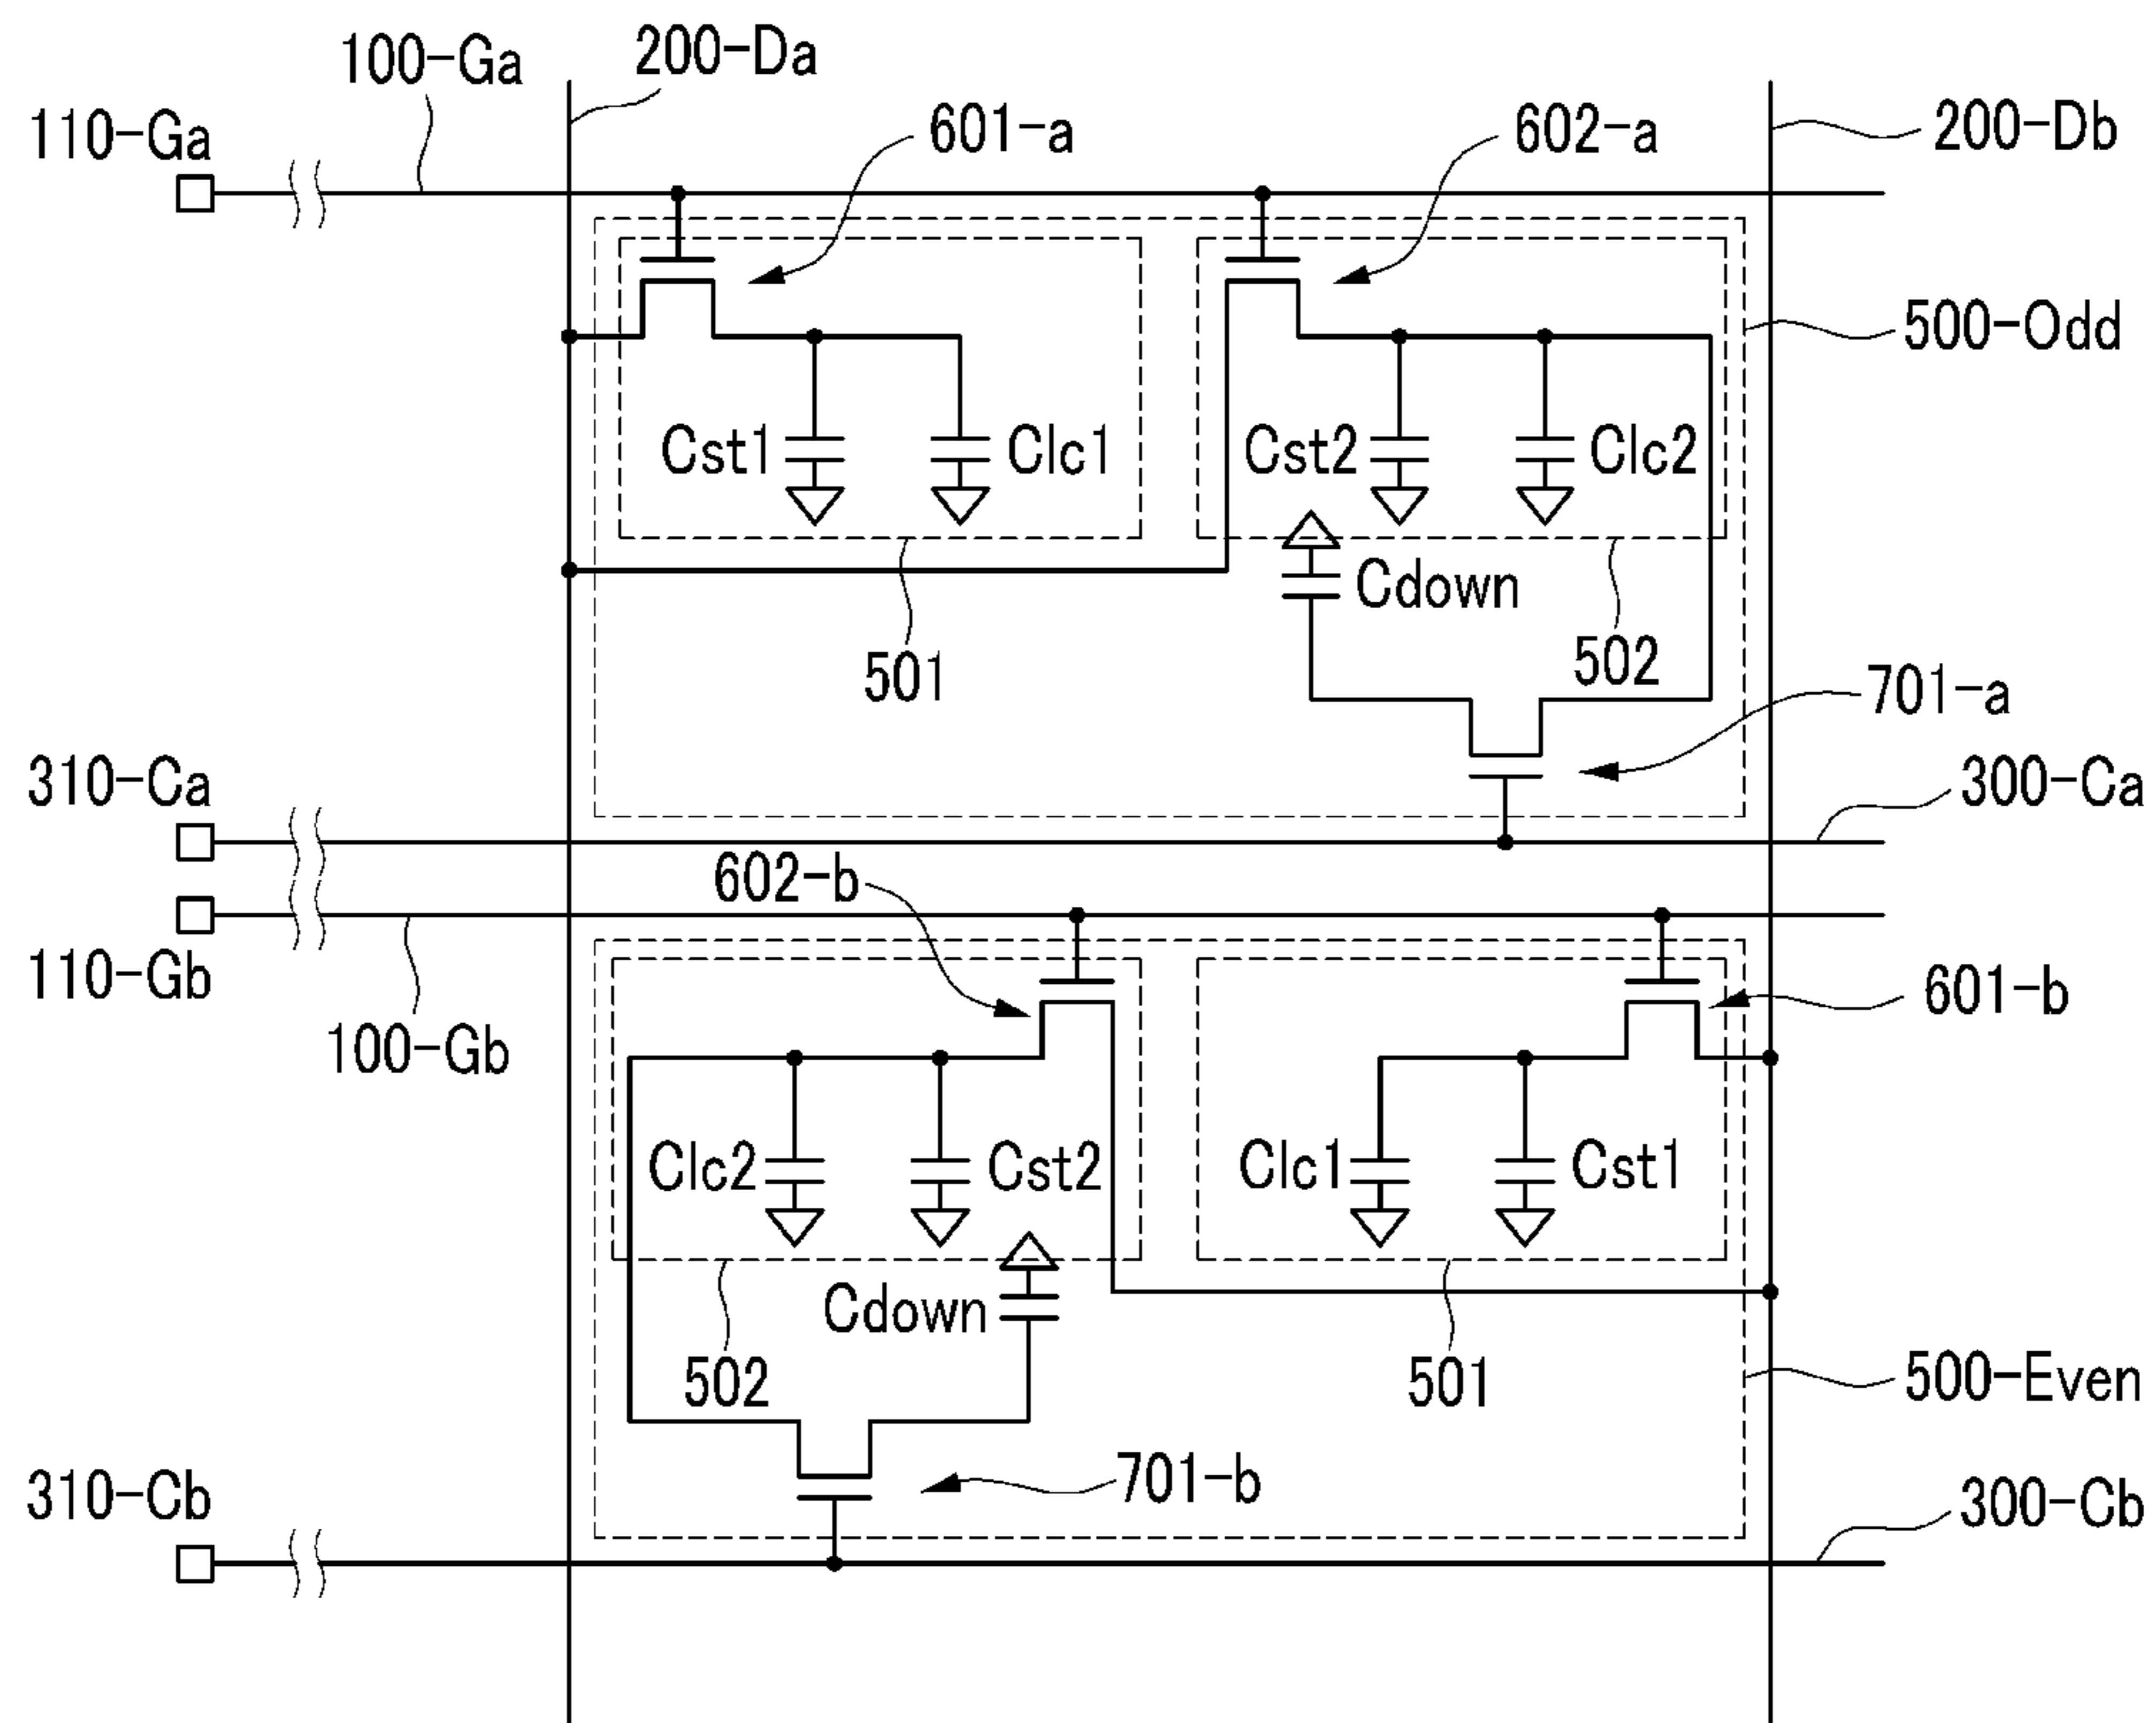 200-Da
100-Ga
110-Ga
601-a
602-a
200-Db
500-Odd
Cst1
Clc1
Cst2
Clc2
Cdown
501
502
701-a
310-Ca
300-Ca
602-b
110-Gb
601-b
100-Gb
Clc2
Cst2
Clc1
Cst1
Cdown
502
501
500-Even
701-b
310-Cb
300-Cb